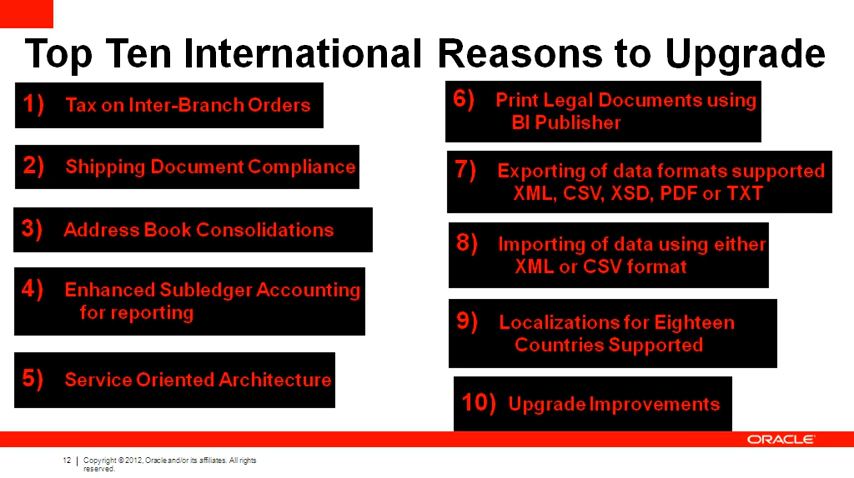 Top Ten International Reasons to Upgrade
1) Tax on Inter-Branch Orders
2) Shipping Document Compliance
3) Address Book Consolidations
4) Enhanced Subledger Accounting
for reporting
5) Service Oriented Architecture
6) Print Legal Documents using
BI Publisher
7) Exporting of data formats supported
XML, CSV, XSD, PDF or TXT
8) Importing of data using either
XML or CSV format
9) Localizations for Eighteen
Countries Supported
10) Upgrade Improvements
ORACLE
12 | Copyright © 2012, Oracle and/or its affiliates. All rights
reserved.